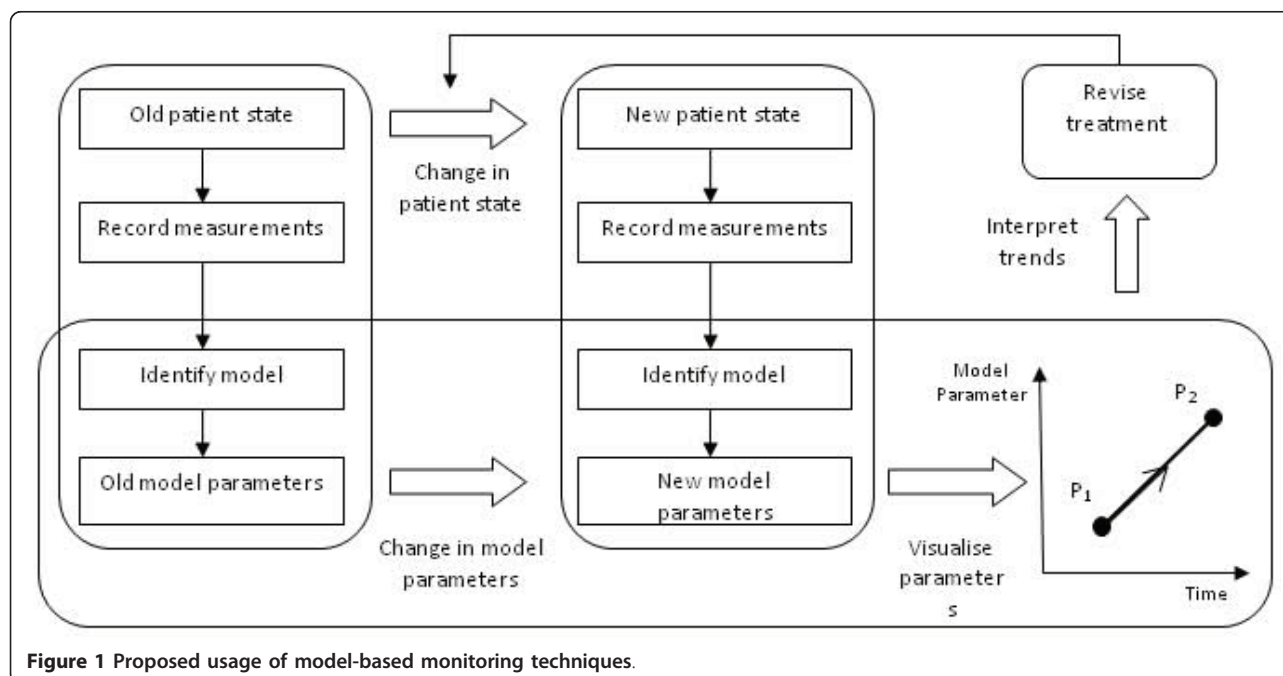 Old patient state
Record measurements
Identify model
Old model parameters
Change in
patient state
Change in model
parameters
New patient state
Record measurements
Identify model
New model
parameters
Visualise
parameter
s
Revise
treatment
Interpret
trends
Model
Parameter
P2
P1
Time
Figure 1 Proposed usage of model-based monitoring techniques.